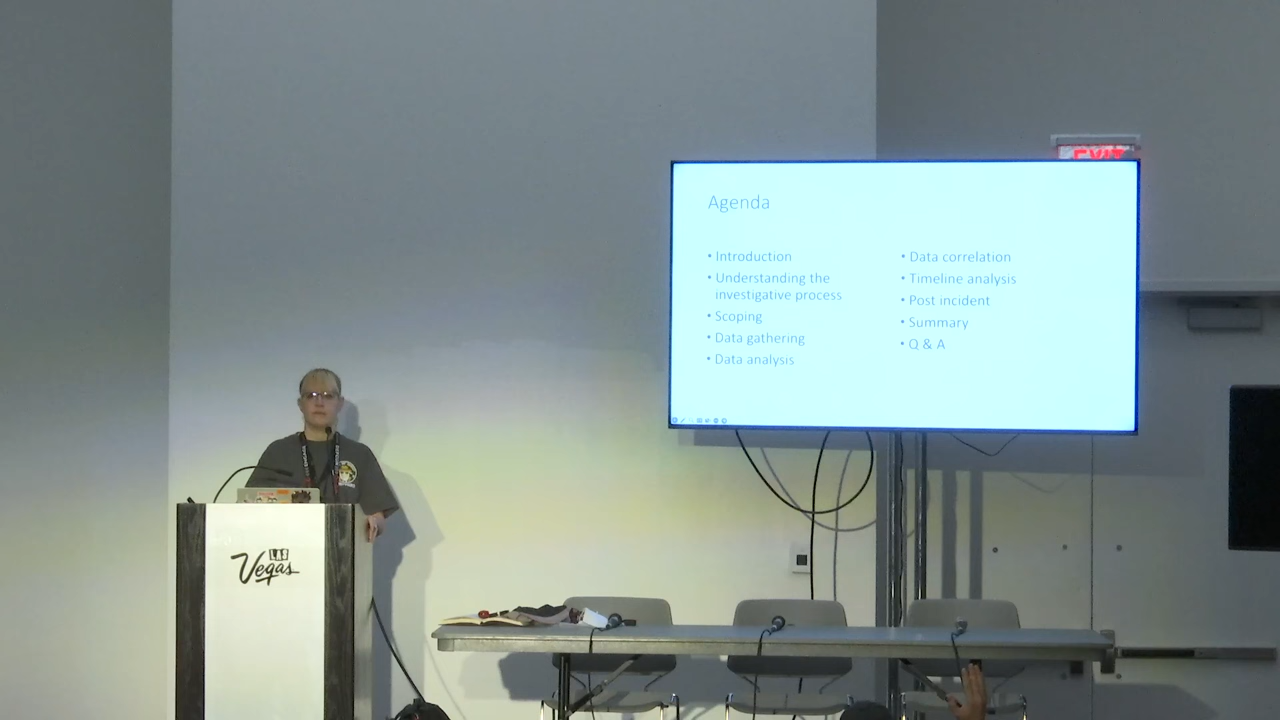 EXIT
Agenda
• Introduction
• Understanding the
investigative process
• Scoping
• Data gathering
• Data analysis
• Data correlation
• Timeline analysis
• Post incident
• Summary
• Q & A
LAS
Vegas